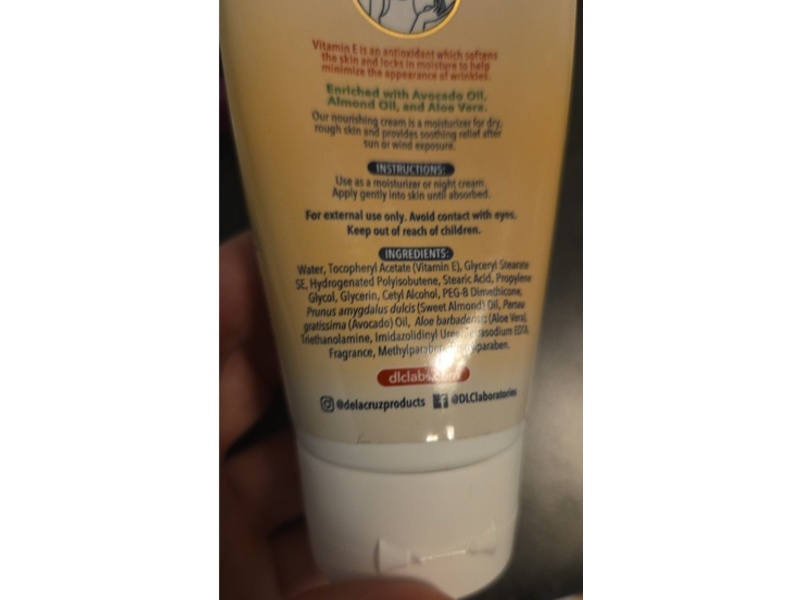 Vitamin E is an antioxidant which softens
the skin and locks in moisture to help
minimize the appearance of wrinkles.
Enriched with Avocado Oil,
Almond Oil, and Aloe Vera.
Our nourishing cream is a moisturizer for dry,
rough skin and provides soothing relief after
sun or wind exposure.
INSTRUCTIONS:
Use as a moisturizer or night cream.
Apply gently into skin until absorbed.
For external use only. Avoid contact with eyes.
Keep out of reach of children.
INGREDIENTS:
Water, Tocopheryl Acetate (Vitamin E), Glyceryl Stearate
SE, Hydrogenated Polyisobutene, Stearic Acid, Propylene
Glycol, Glycerin, Cetyl Alcohol, PEG-8 Dimethicone,
Prunus amygdalus dulcis (Sweet Almond) Oil, Persea
gratissima (Avocado) Oil, Aloe barbadensis (Aloe Vera),
Triethanolamine, Imidazolidinyl Urea, EDTA,
Fragrance, Methylparaben,
dlclabs.com
@delacruzproducts @DLClaboratories